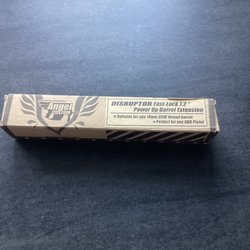 Angel
CUSTOM
DISRUPTOR Fast-Lock 7.2"
Power Up Barrel Extension
Suitable for any 14mm CCW thread barrel
Perfect for any GBB Pistol